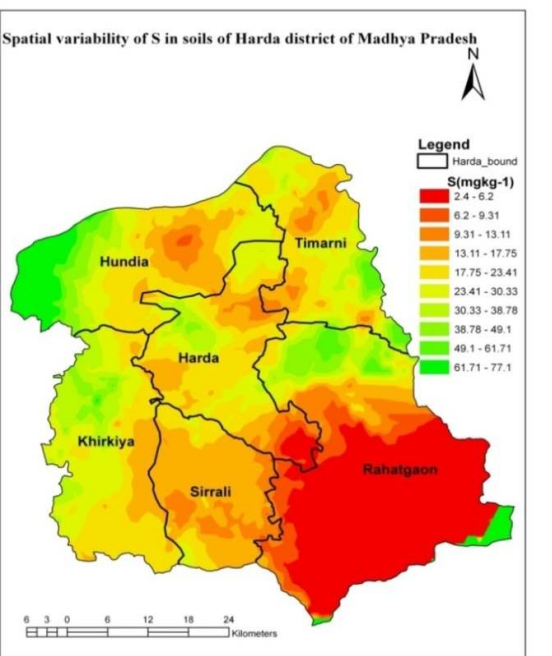 Spatial variability of S in soils of Harda district of Madhya Pradesh
N
Legend
Harda_bound
S(mgkg-1)
2.4 - 6.2
6.2 - 9.31
9.31 - 13.11
13.11 - 17.75
17.75 - 23.41
23.41 - 30.33
30.33 - 38.78
38.78 - 49.1
49.1 - 61.71
61.71 - 77.1
Timarni
Hundia
Harda
Khirkiya
Rahatgaon
Sirrali
6 3 0 6 12 18 24
Kilometers